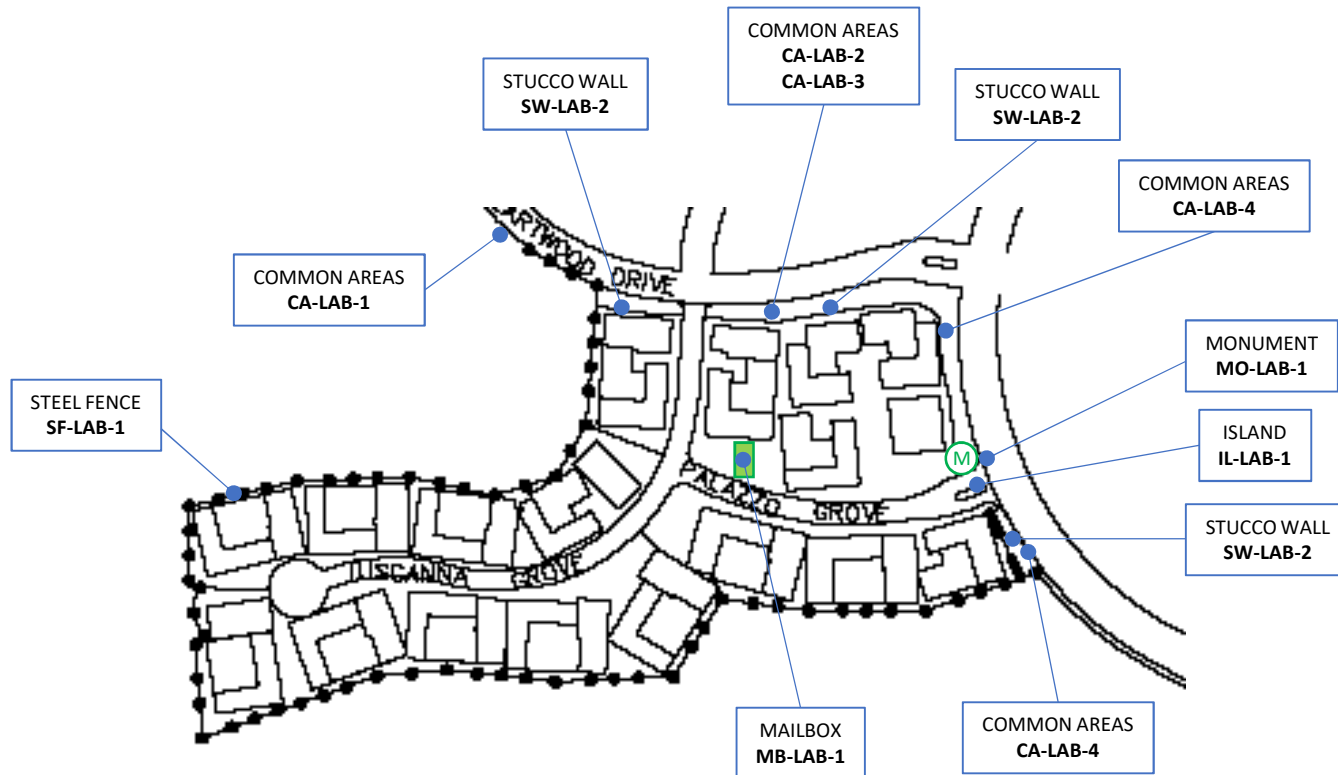 COMMON AREAS
CA-LAB-2
CA-LAB-3
STUCCO WALL
SW-LAB-2
STUCCO WALL
SW-LAB-2
COMMON AREAS
CA-LAB-4
COMMON AREAS
CA-LAB-1
ARTWOOD DRIVE
MONUMENT
MO-LAB-1
STEEL FENCE
SF-LAB-1
ISLAND
IL-LAB-1
M
PALAZZO GROVE
STUCCO WALL
SW-LAB-2
TUSCANNA GROVE
MAILBOX
MB-LAB-1
COMMON AREAS
CA-LAB-4